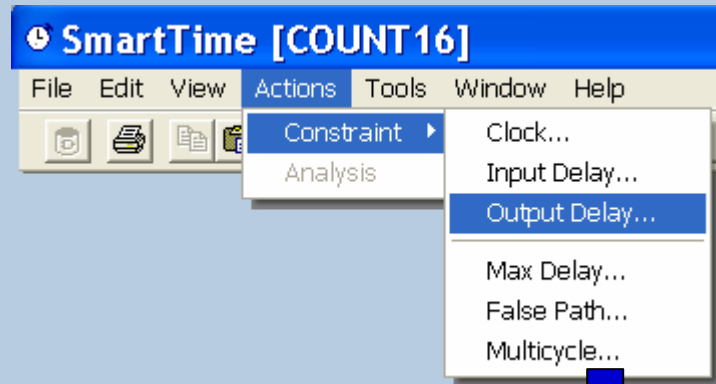 SmartTime [COUNT16]
File Edit View Actions Tools Window Help
Constraint
Analysis
Clock...
Input Delay...
Output Delay...
Max Delay...
False Path...
Multicycle...